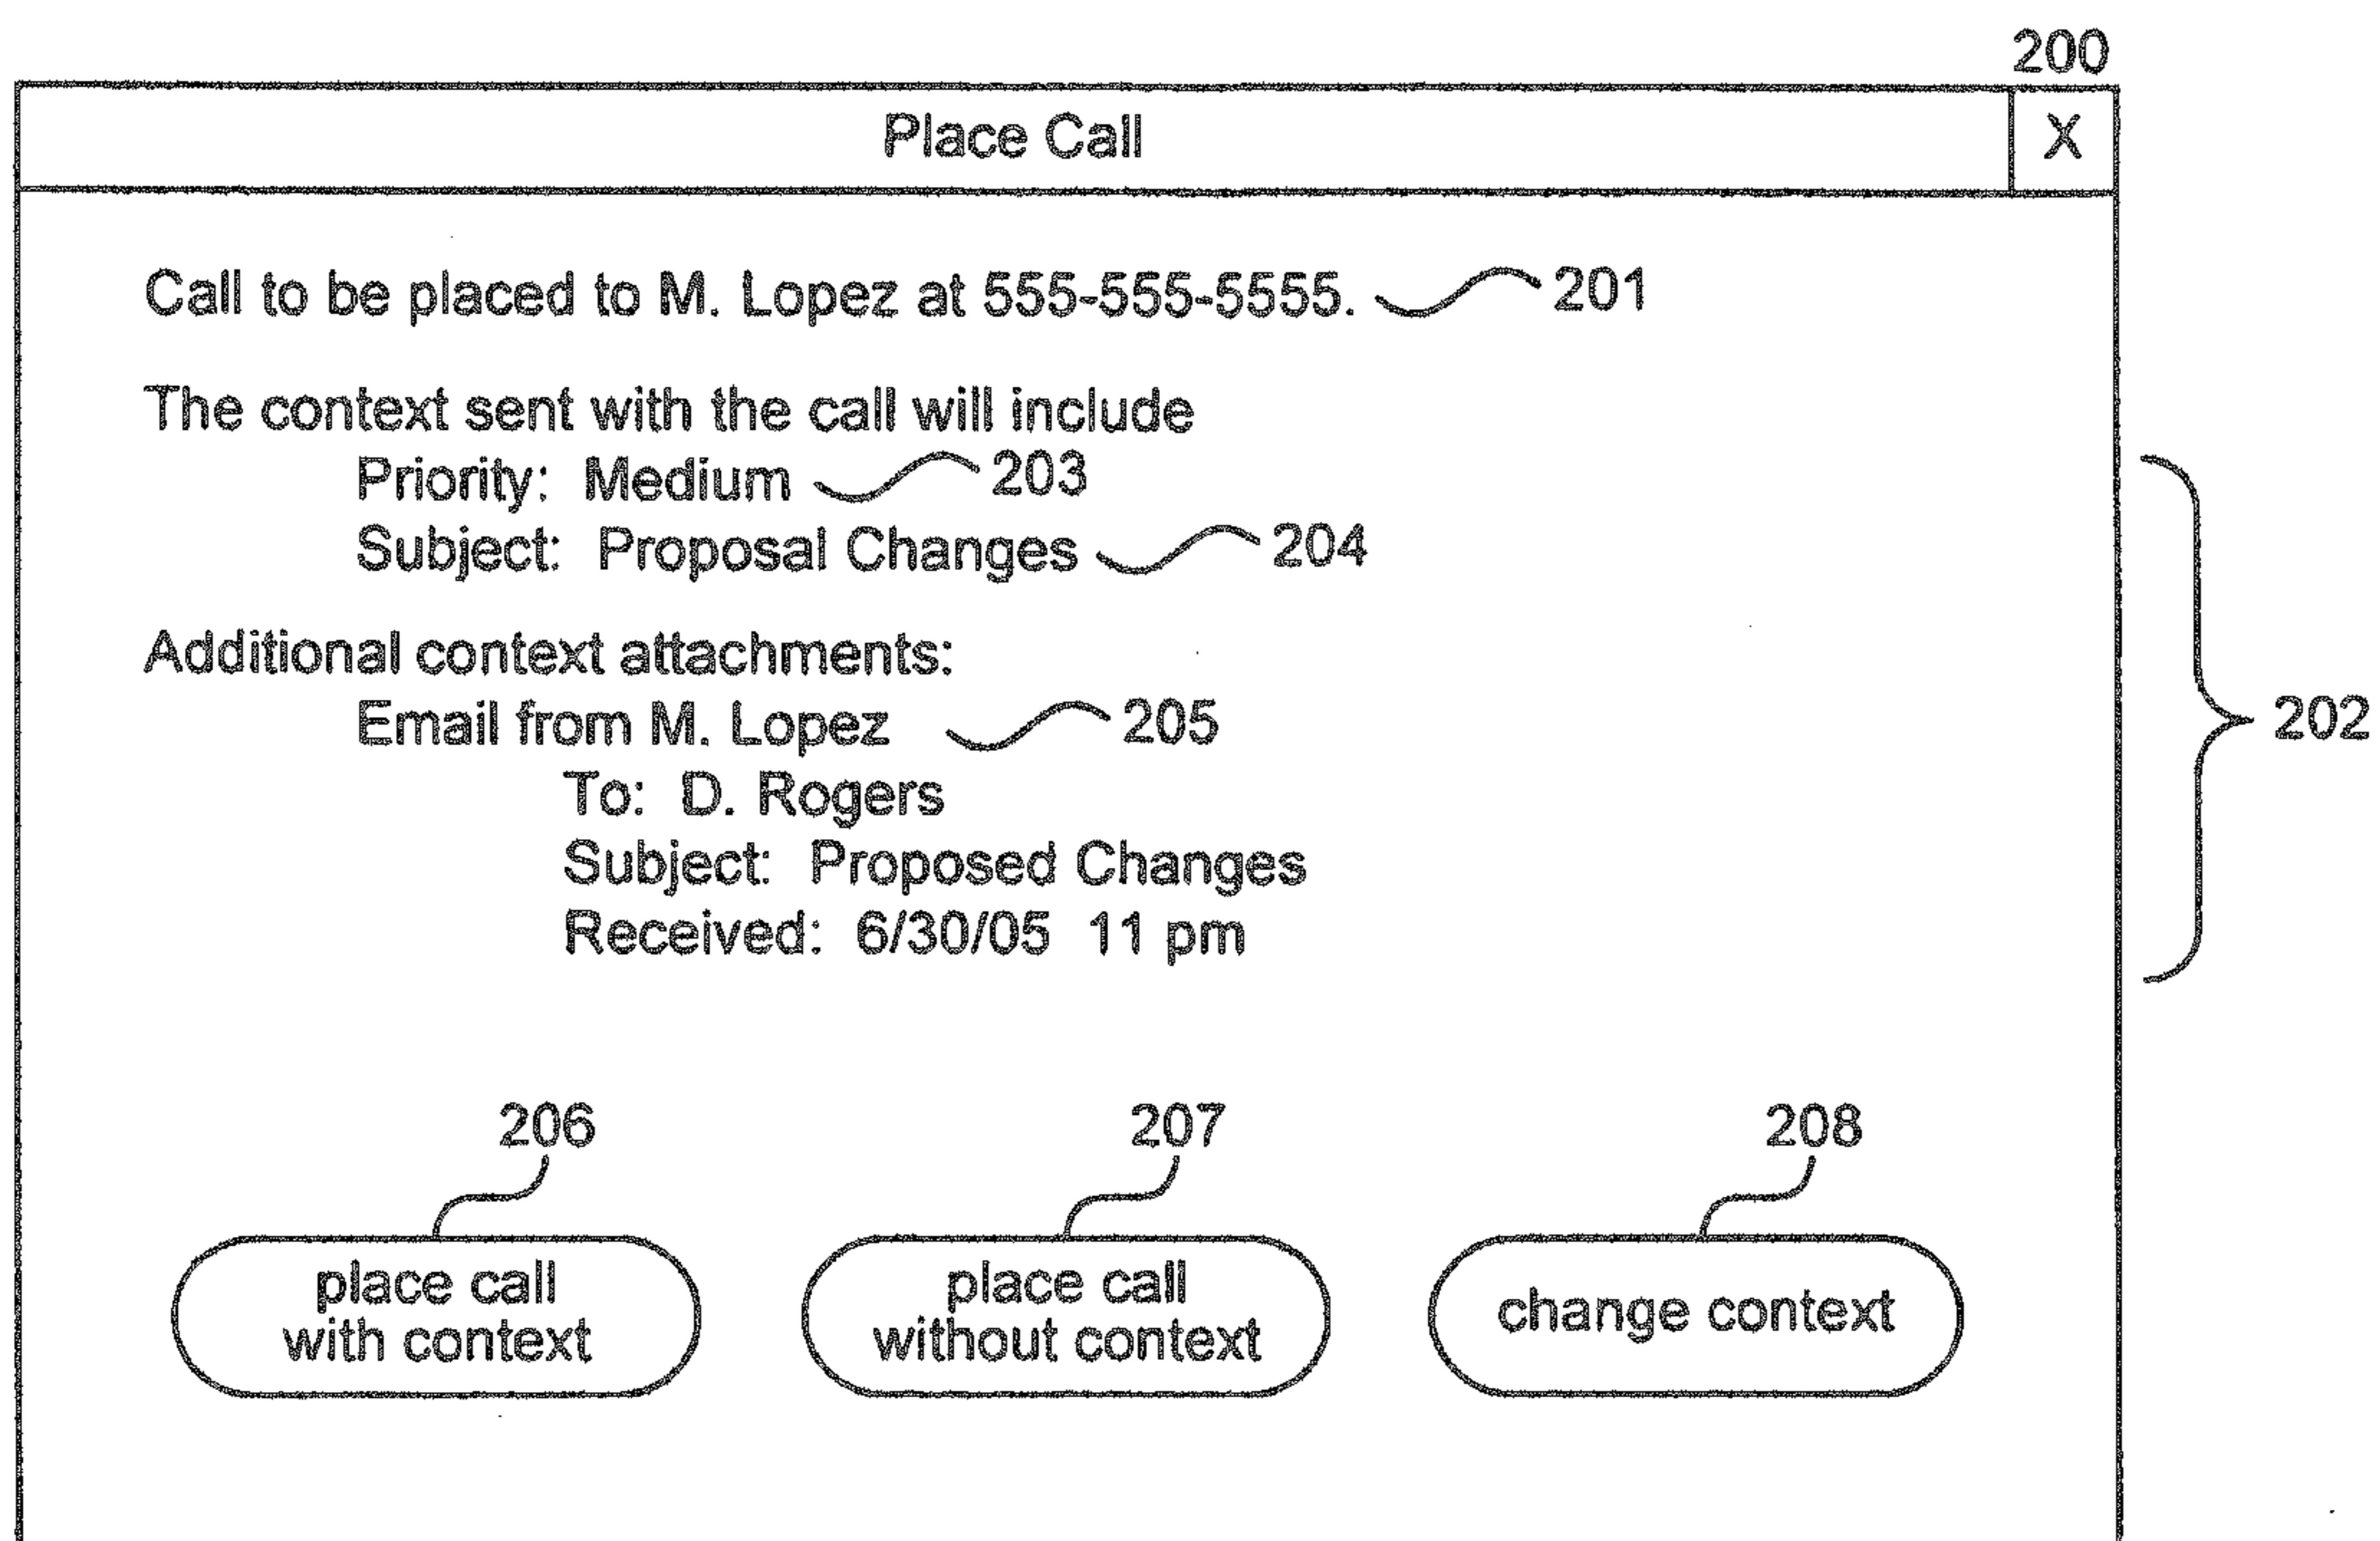 200
Place Call X
Call to be placed to M. Lopez at 555-555-5555. 201
The context sent with the call will include
Priority: Medium 203
Subject: Proposal Changes 204
Additional context attachments:
Email from M. Lopez 205
202
To: D. Rogers
Subject: Proposed Changes
Received: 6/30/05 11 pm
206 207 208
place call
with context
place call
without context
change context